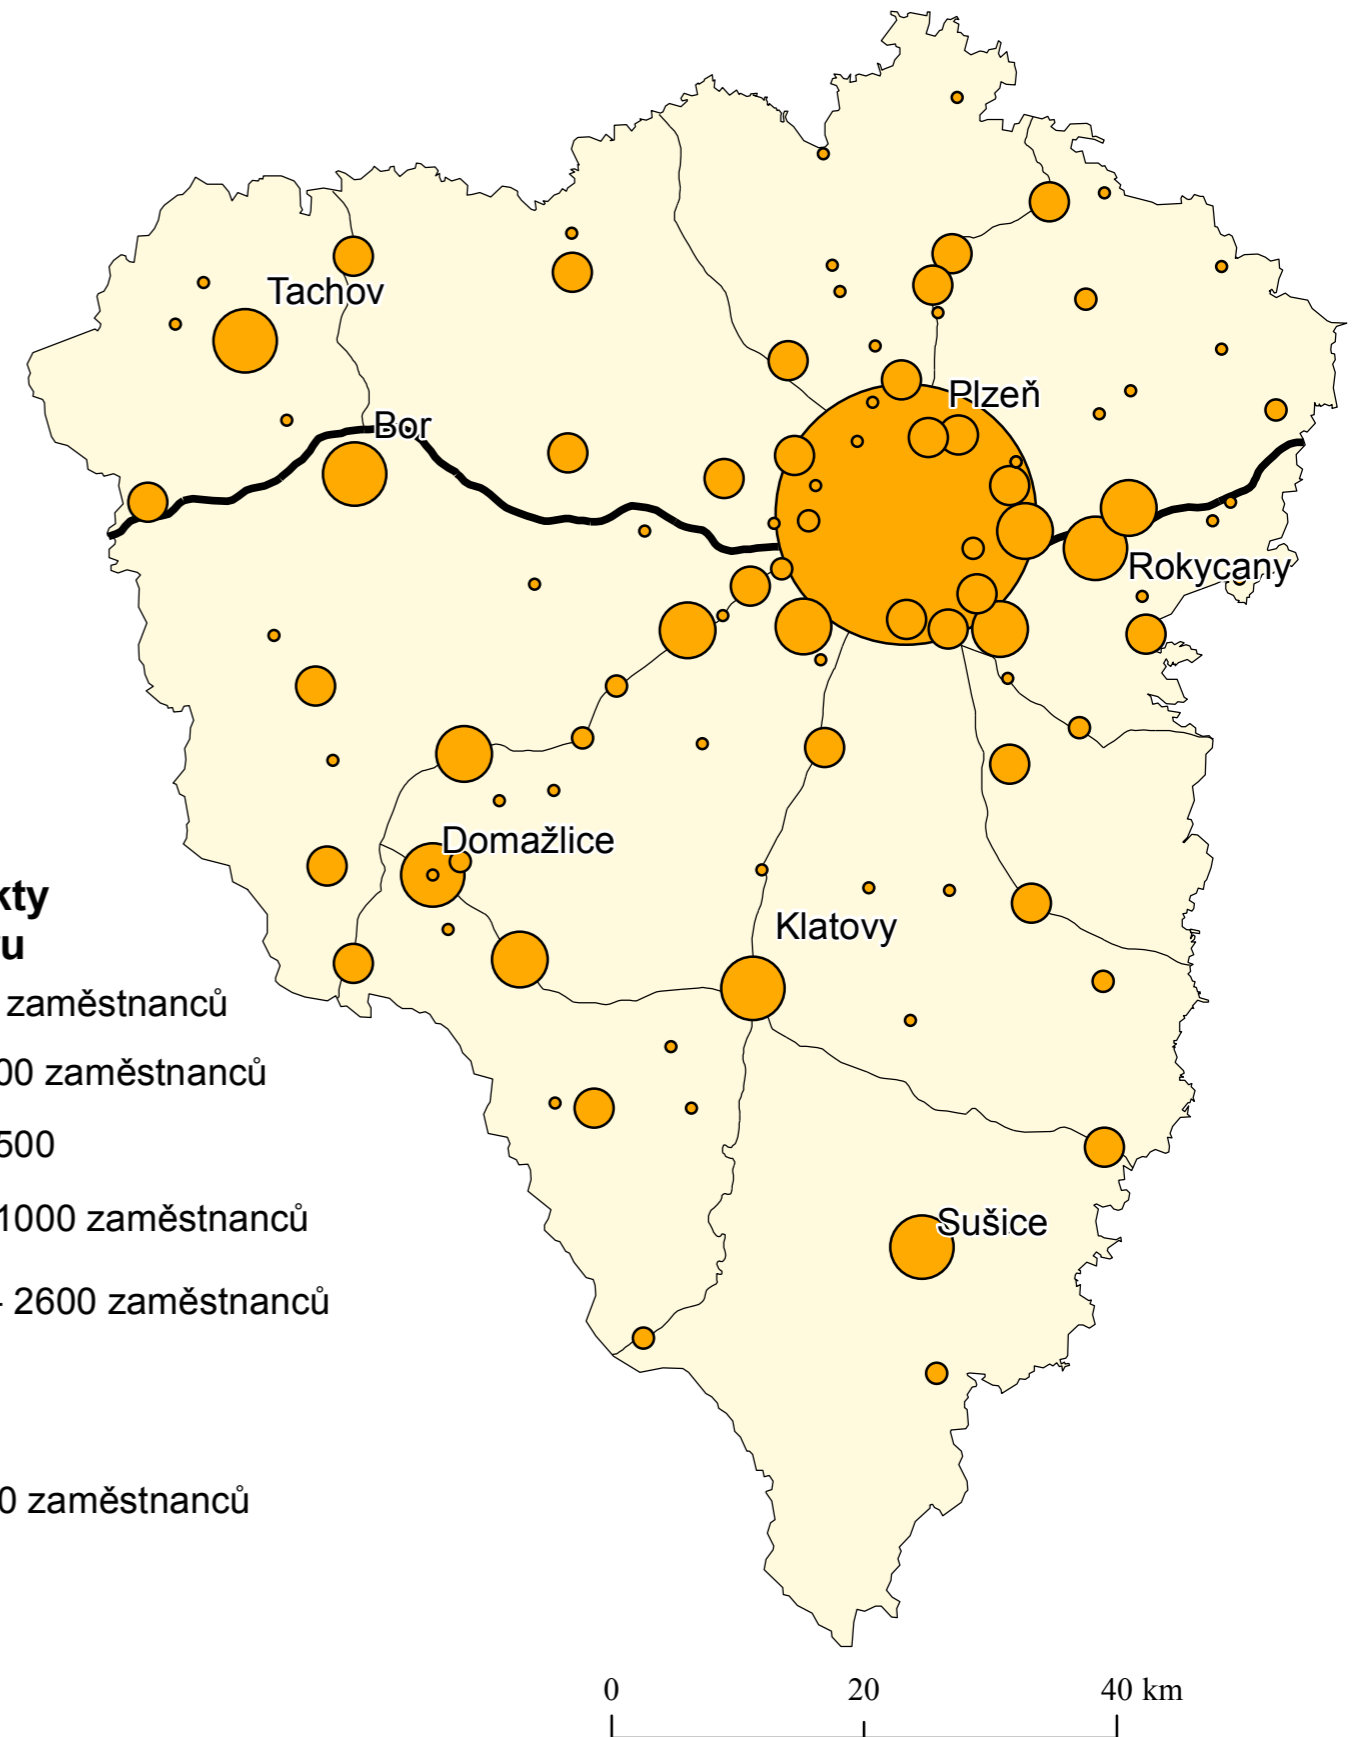 Tachov
Bor
Plzeň
Rokycany
Domažlice
Klatovy
Sušice
kty
ru
zaměstnanců
00 zaměstnanců
500
1000 zaměstnanců
- 2600 zaměstnanců
0 zaměstnanců
0 20 40 km